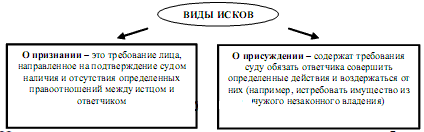 ВИДЫ ИСКОВ
О признании – это требование лица,
направленное на подтверждение судом
наличия и отсутствия определенных
правоотношений между истцом и
ответчиком
О присуждении – содержат требования
суду обязать ответчика совершить
определенные действия и воздержаться от
них (например, истребовать имущество из
чужого незаконного владения)